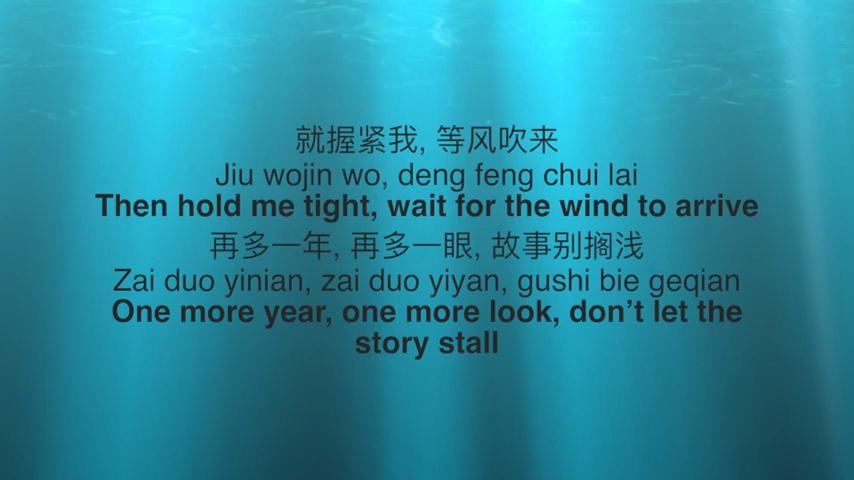 就握紧我, 等风吹来
Jiu wojin wo, deng feng chui lai
Then hold me tight, wait for the wind to arrive
再多一年, 再多一眼, 故事别搁浅
Zai duo yinian, zai duo yiyan, gushi bie geqian
One more year, one more look, don’t let the
story stall